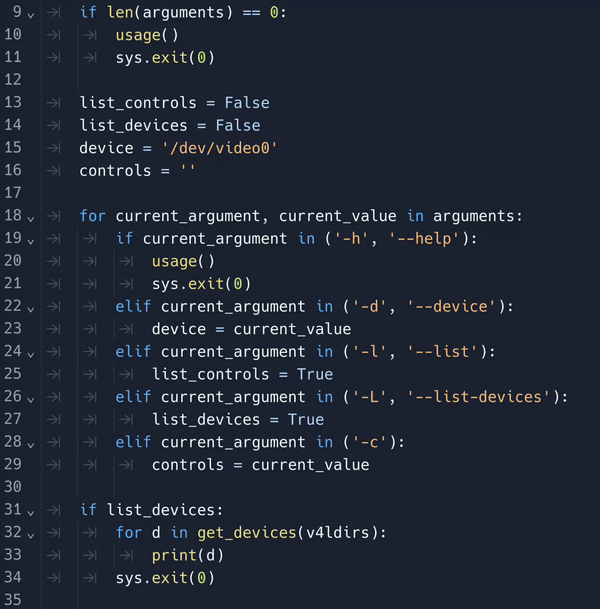 9 if len(arguments) == 0:
10 usage()
11 sys.exit(0)
12
13 list_controls = False
14 list_devices = False
15 device = '/dev/video0'
16 controls = ''
17
18 for current_argument, current_value in arguments:
19 if current_argument in ('-h', '--help'):
20 usage()
21 sys.exit(0)
22 elif current_argument in ('-d', '--device'):
23 device = current_value
24 elif current_argument in ('-l', '--list'):
25 list_controls = True
26 elif current_argument in ('-L', '--list-devices'):
27 list_devices = True
28 elif current_argument in ('-c'):
29 controls = current_value
30
31 if list_devices:
32 for d in get_devices(v4ldirs):
33 print(d)
34 sys.exit(0)
35